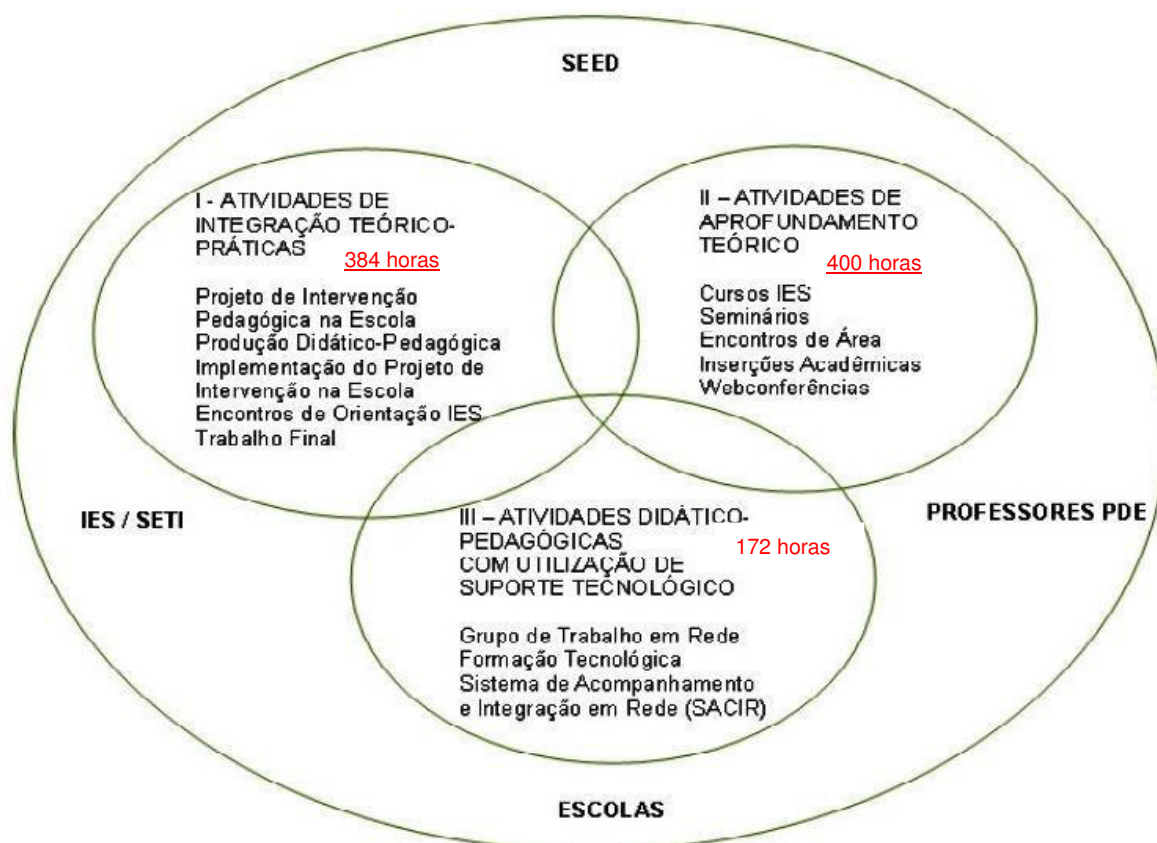 SEED
I - ATIVIDADES DE
INTEGRAÇÃO TEÓRICO-
PRÁTICAS
384 horas
Projeto de Intervenção
Pedagógica na Escola
Produção Didático-Pedagógica
Implementação do Projeto de
Intervenção na Escola
Encontros de Orientação IES
Trabalho Final
II – ATIVIDADES DE
APROFUNDAMENTO
TEÓRICO
400 horas
Cursos IES
Seminários
Encontros de Área
Inserções Acadêmicas
Webconferências
IES / SETI
PROFESSORES PDE
III – ATIVIDADES DIDÁTICO-
PEDAGÓGICAS
172 horas
COM UTILIZAÇÃO DE
SUPORTE TECNOLÓGICO
Grupo de Trabalho em Rede
Formação Tecnológica
Sistema de Acompanhamento
e Integração em Rede (SACIR)
ESCOLAS